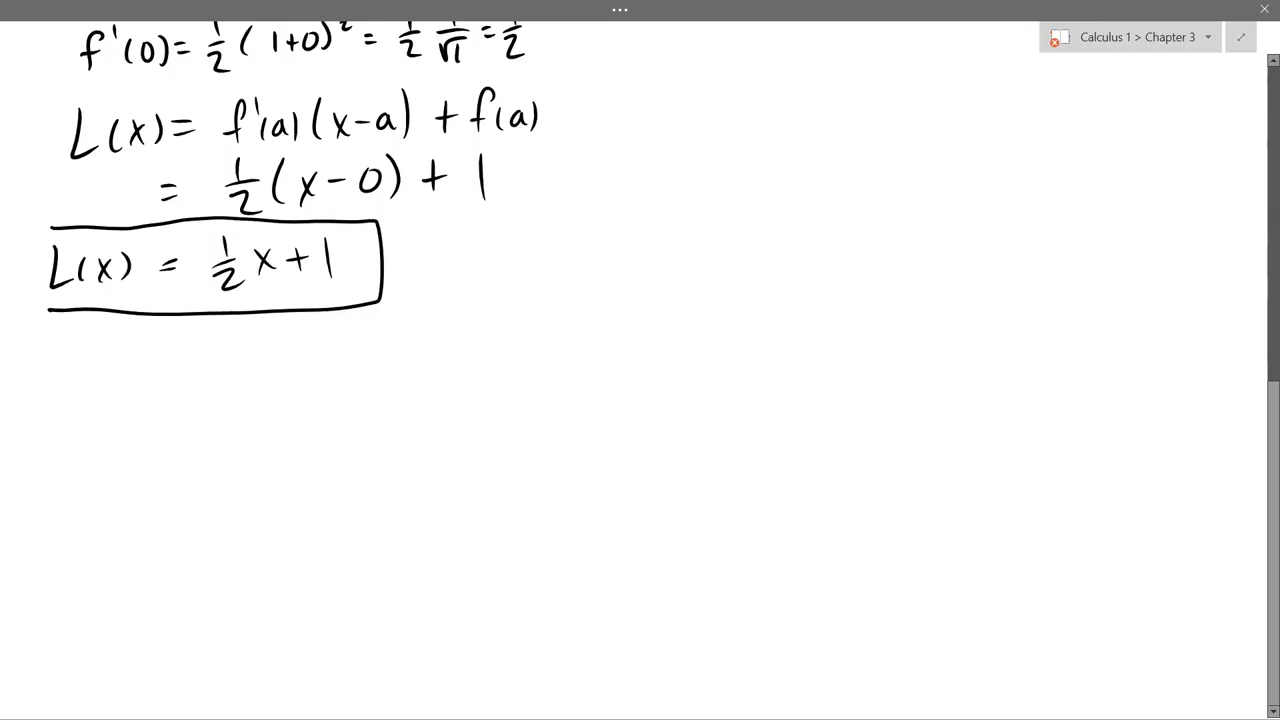 Calculus 1 > Chapter 3
f'(0) = 1/2 (1+0)^2 = 1/2 1/√1 = 1/2
L(x) = f'(a)(x-a) + f(a)
= 1/2 (x-0) + 1
L(x) = 1/2 x + 1